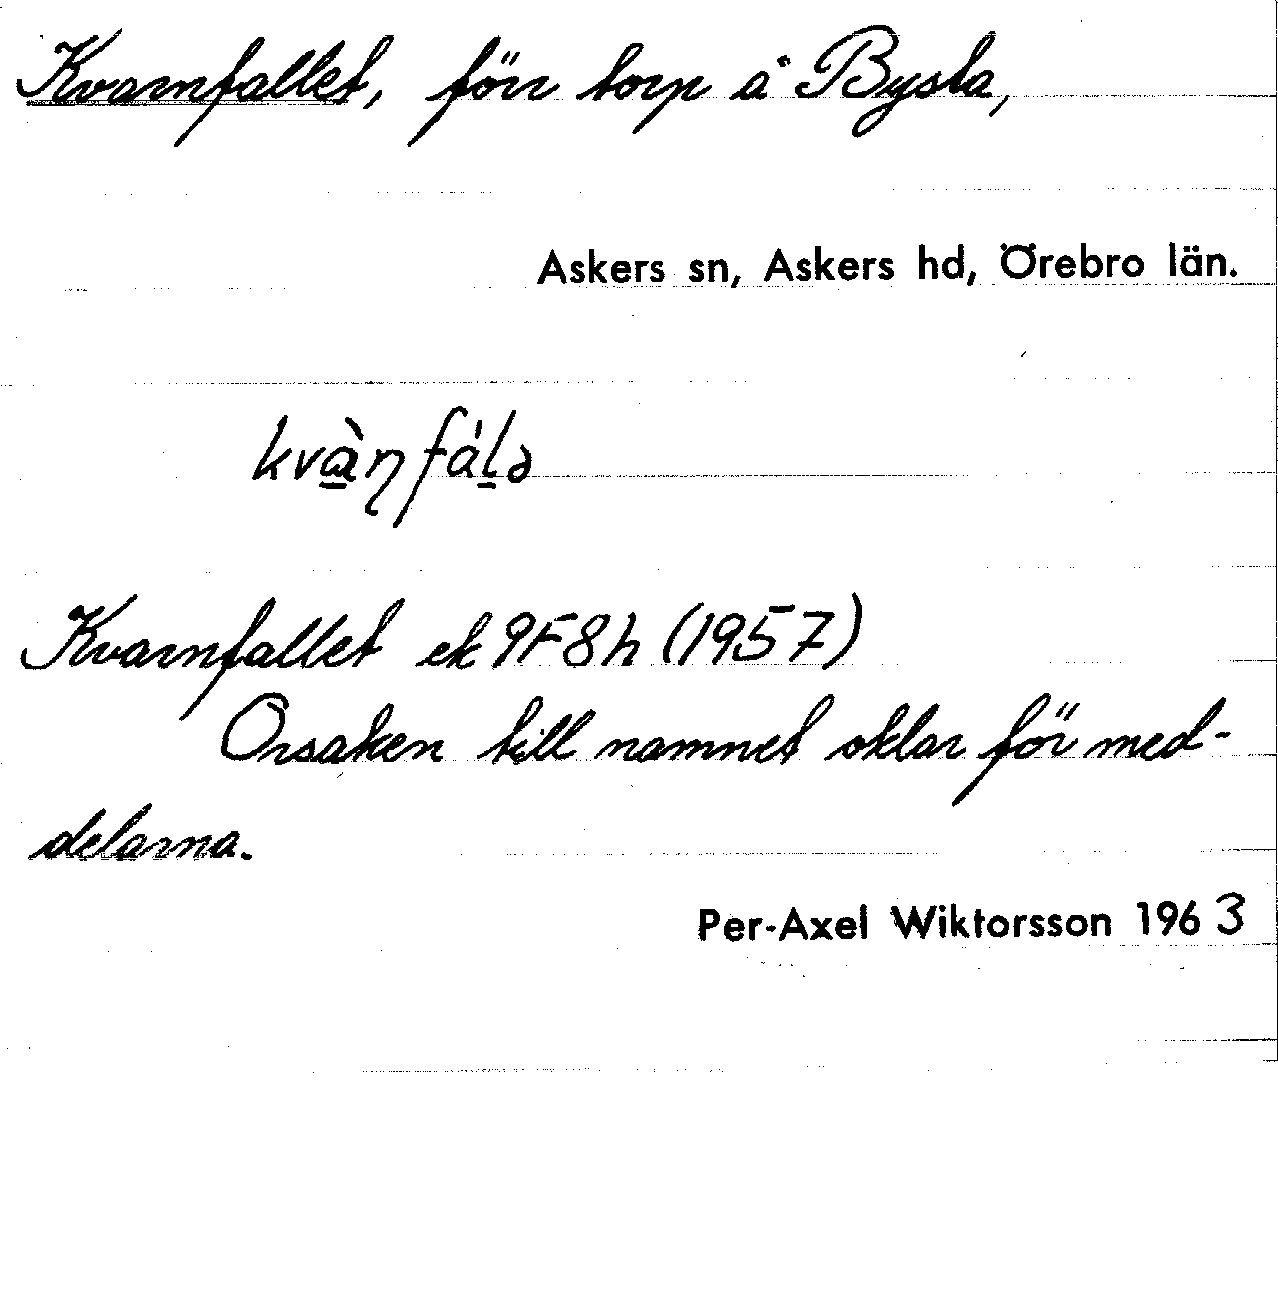 Kvarnfallet, förr torp å Bysta,
Askers sn, Askers hd, Örebro län.
kvàɳfálə
Kvarnfallet ek 9F8h (1957)
Orsaken till namnet oklar för med-
delarna.
Per-Axel Wiktorsson 1963